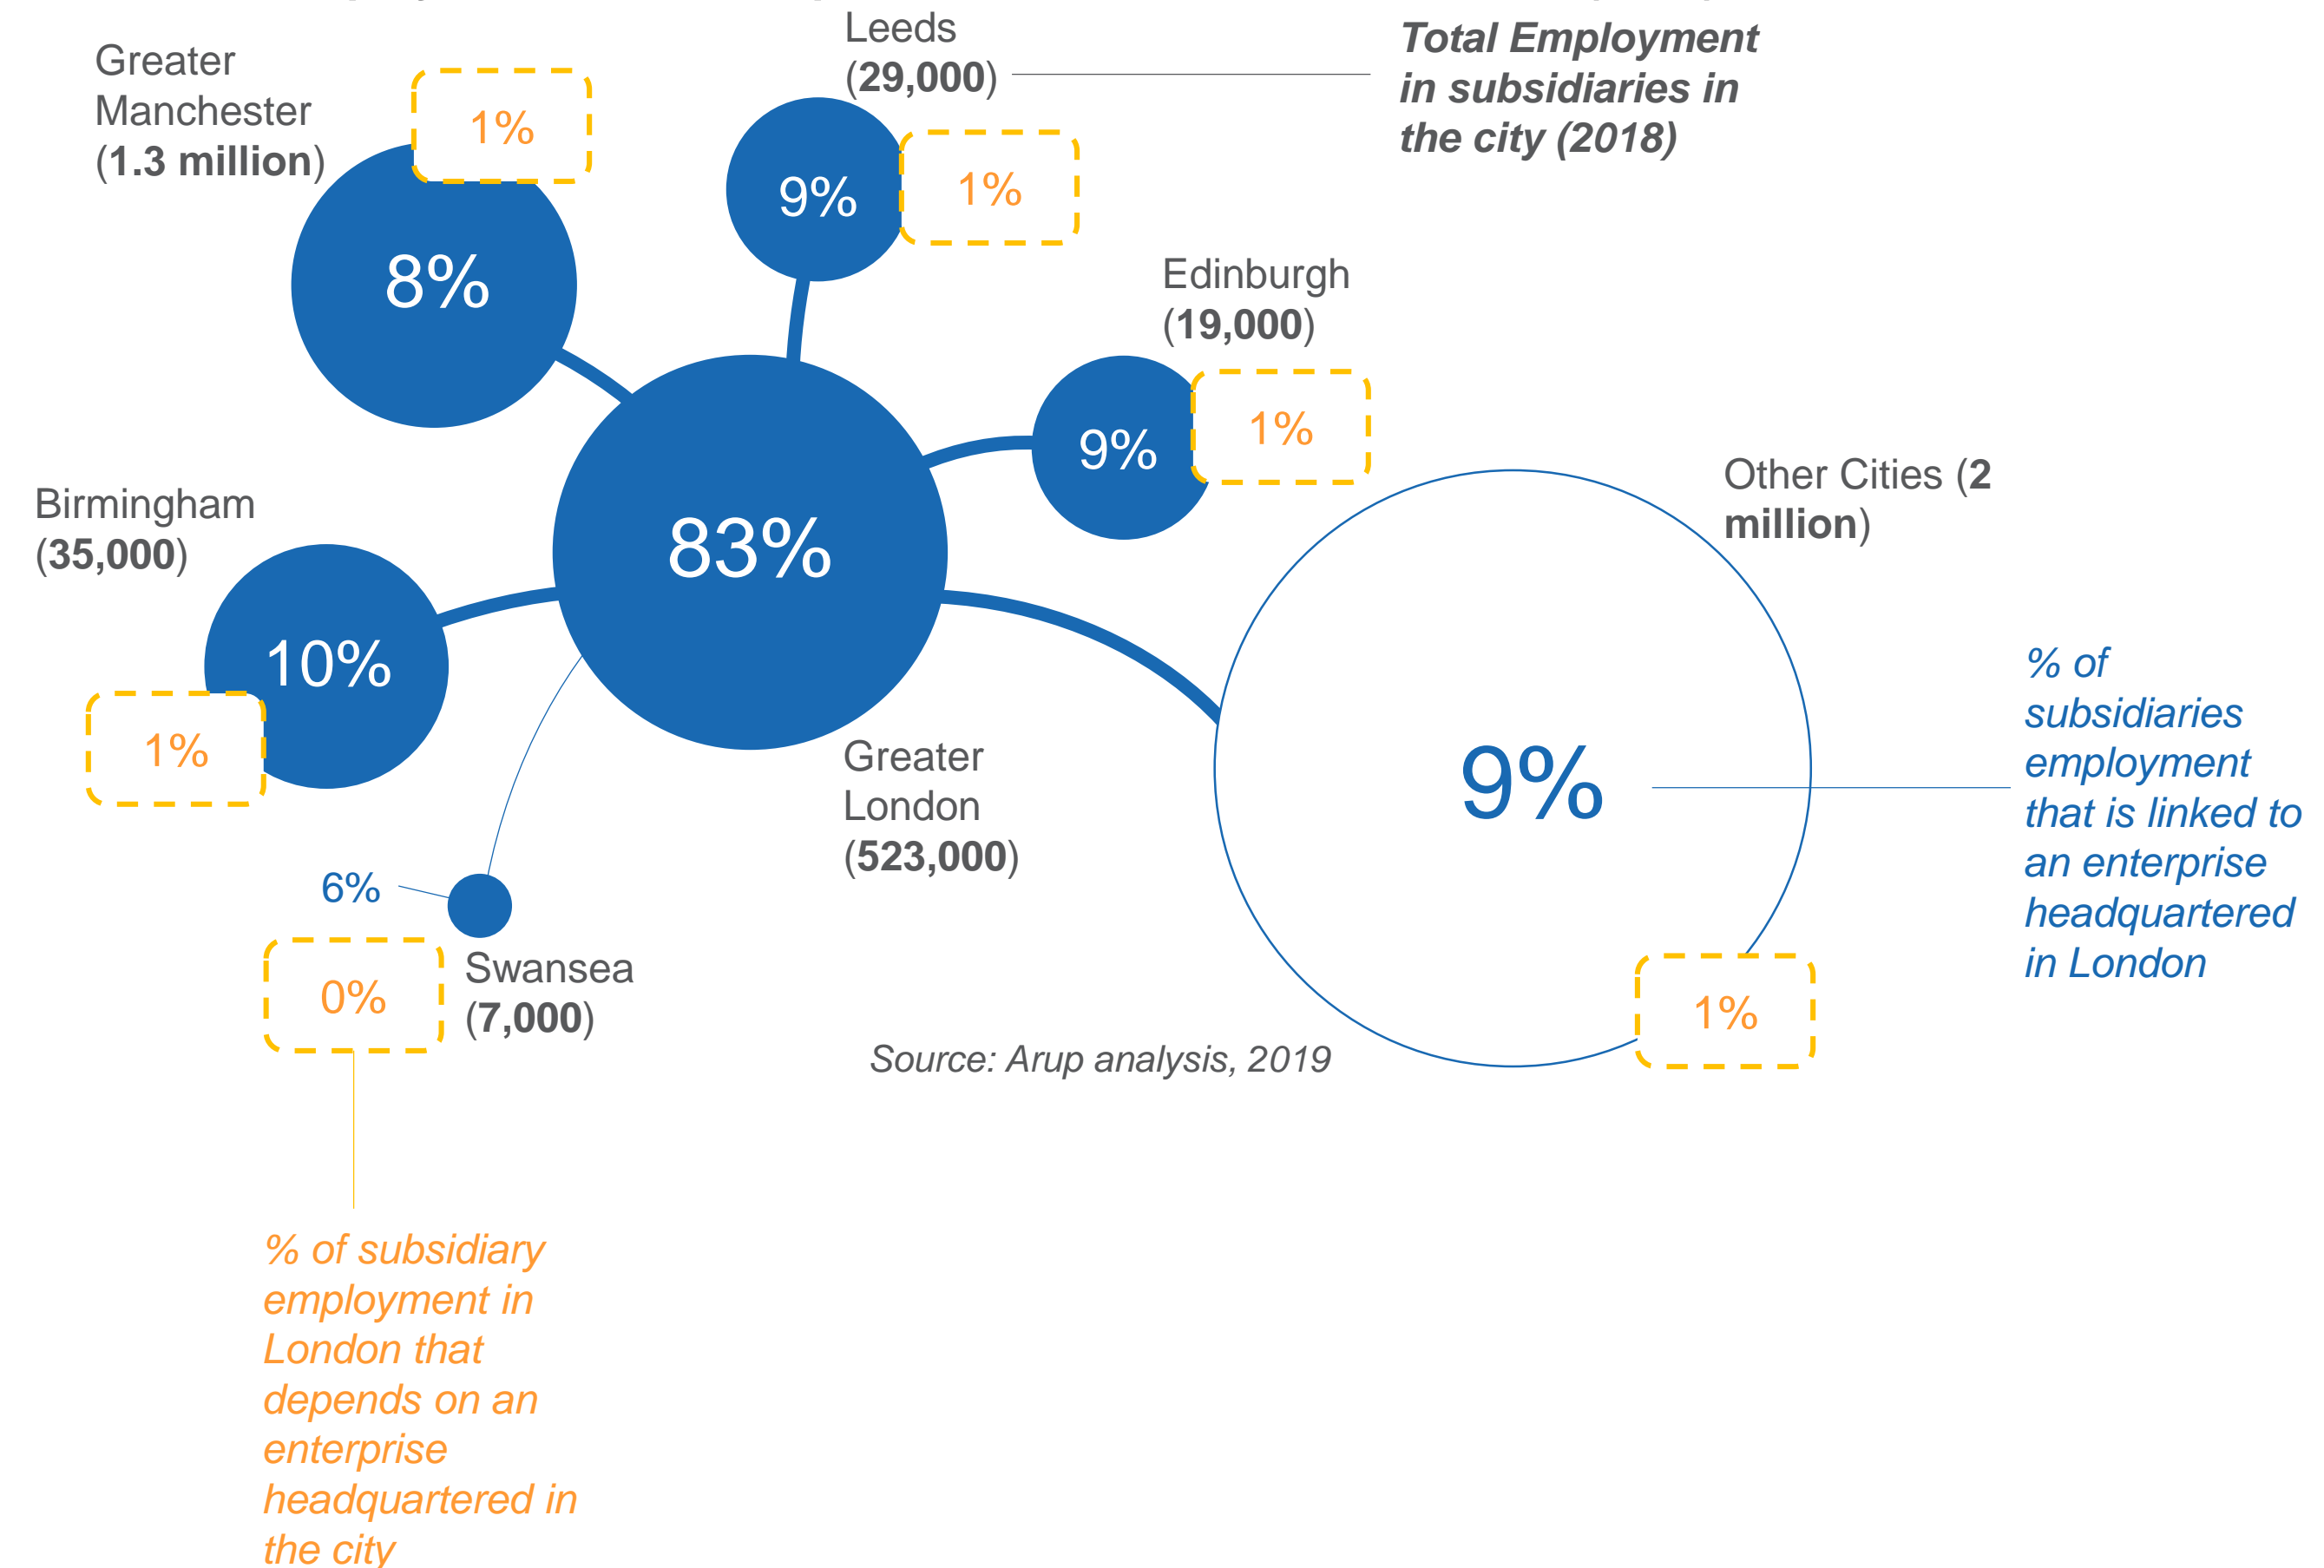 Leeds
(29,000)
Total Employment
in subsidiaries in
the city (2018)
Greater
Manchester
(1.3 million)
1%
8%
9%
1%
Edinburgh
(19,000)
9%
1%
Birmingham
(35,000)
10%
1%
83%
Greater
London
(523,000)
Other Cities (2
million)
9%
1%
% of
subsidiaries
employment
that is linked to
an enterprise
headquartered
in London
6%
0%
Swansea
(7,000)
Source: Arup analysis, 2019
% of subsidiary
employment in
London that
depends on an
enterprise
headquartered in
the city